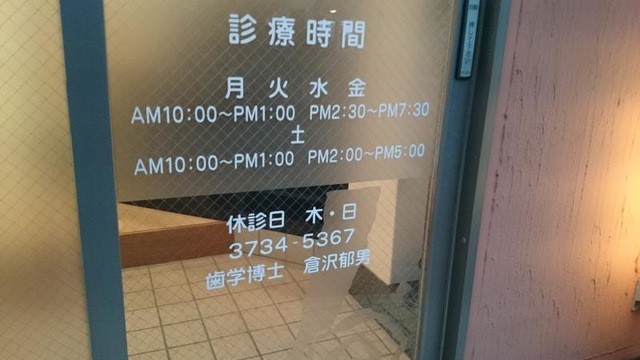 診療時間
月 火 水 金
AM10:00～PM1:00 PM2:30～PM7:30
土
AM10:00～PM1:00 PM2:00～PM5:00
休診日 木・日
3734-5367
歯学博士 倉沢郁男